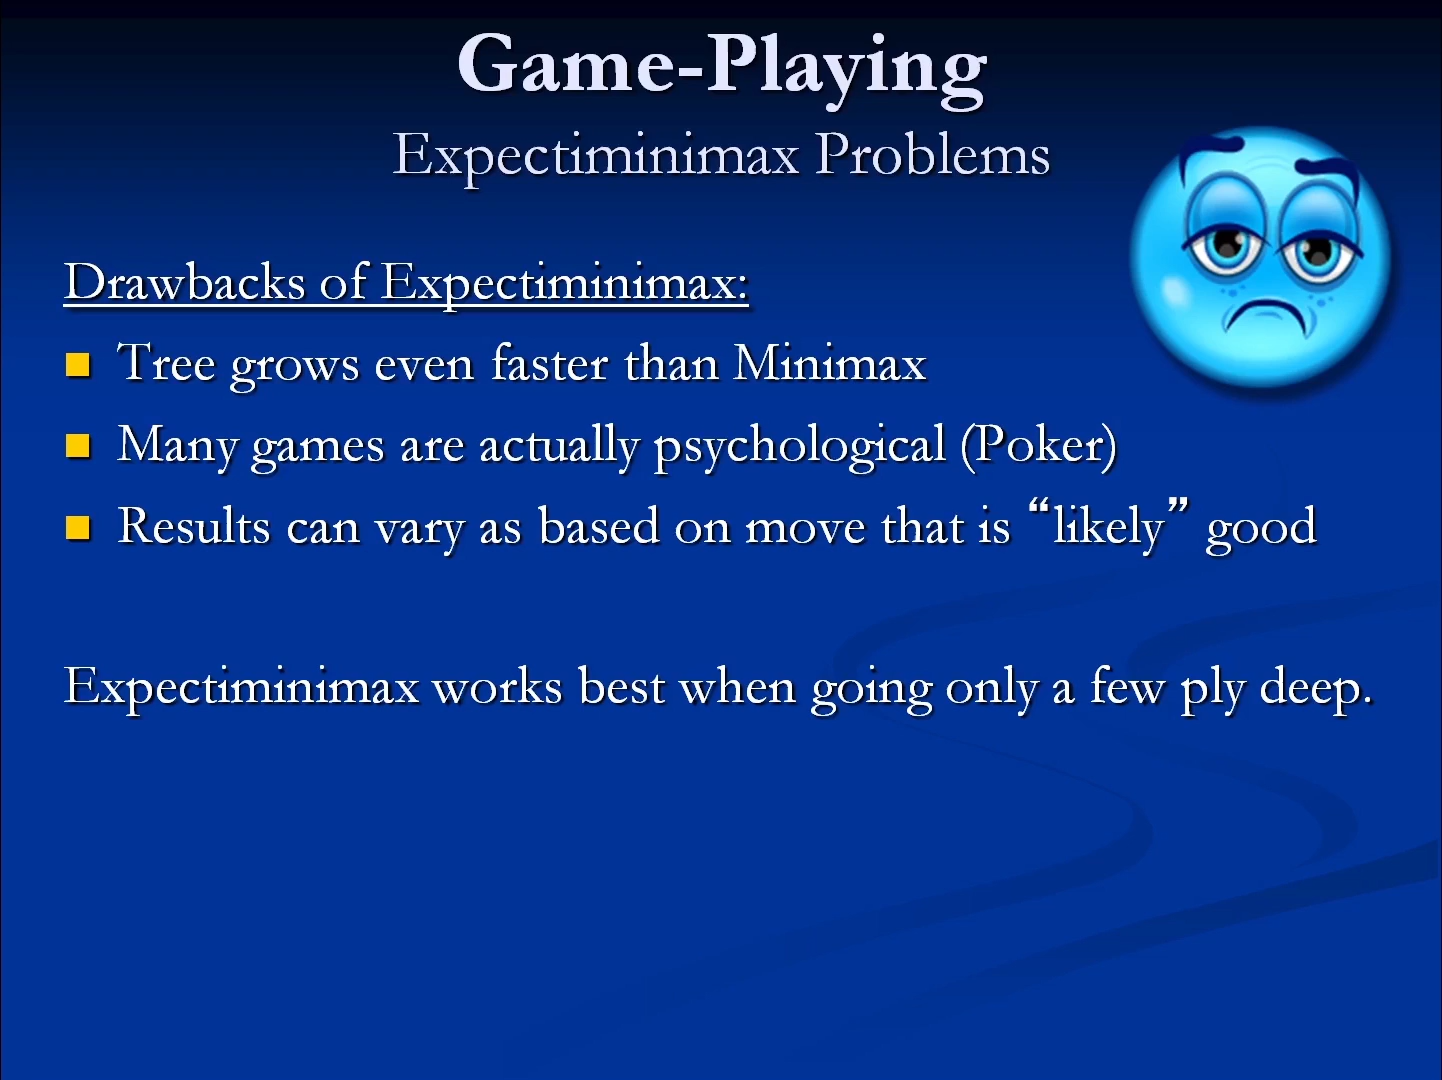 Game-Playing
Expectiminimax Problems
Drawbacks of Expectiminimax:
Tree grows even faster than Minimax
Many games are actually psychological (Poker)
Results can vary as based on move that is “likely” good
Expectiminimax works best when going only a few ply deep.